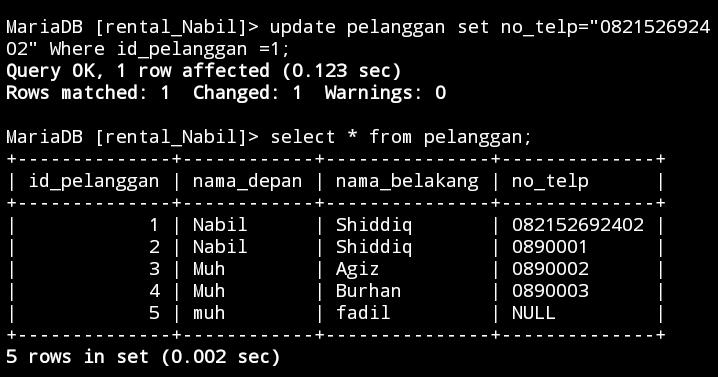 MariaDB [rental_Nabil]> update pelanggan set no_telp="0821526924
02" Where id_pelanggan =1;
Query OK, 1 row affected (0.123 sec)
Rows matched: 1  Changed: 1  Warnings: 0

MariaDB [rental_Nabil]> select * from pelanggan;
+--------------+------------+---------------+--------------+
| id_pelanggan | nama_depan | nama_belakang | no_telp      |
+--------------+------------+---------------+--------------+
|            1 | Nabil      | Shiddiq       | 082152692402 |
|            2 | Nabil      | Shiddiq       | 0890001      |
|            3 | Muh        | Agiz          | 0890002      |
|            4 | Muh        | Burhan        | 0890003      |
|            5 | muh        | fadil         | NULL         |
+--------------+------------+---------------+--------------+
5 rows in set (0.002 sec)